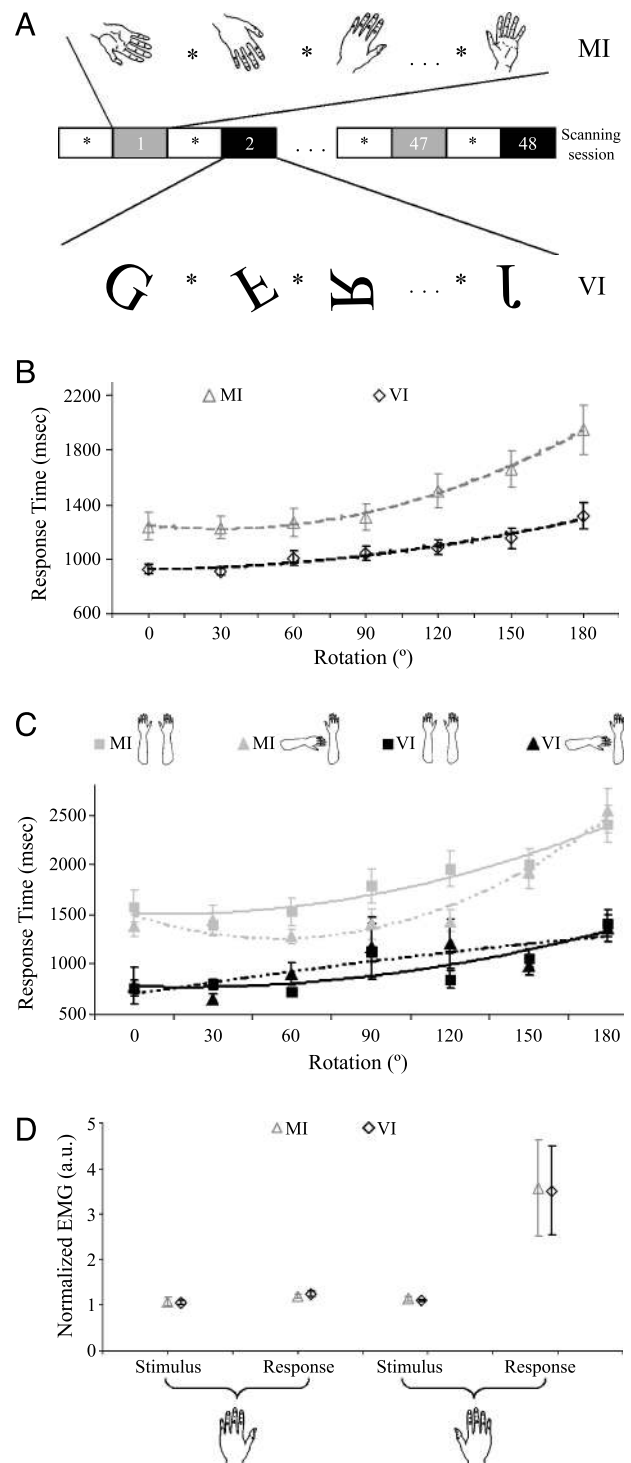 A
* * . . . * MI
* 1 * 2 . . . * 47 * 48 Scanning session
G * E * R . . . * J VI
B
MI VI
2200
1800
1400
1000
600
Response Time (msec)
0 30 60 90 120 150 180
Rotation (º)
C
MI MI VI VI
2500
2000
1500
1000
500
Response Time (msec)
0 30 60 90 120 150 180
Rotation (º)
D
MI VI
5
4
3
2
1
0
Normalized EMG (a.u.)
Stimulus Response Stimulus Response